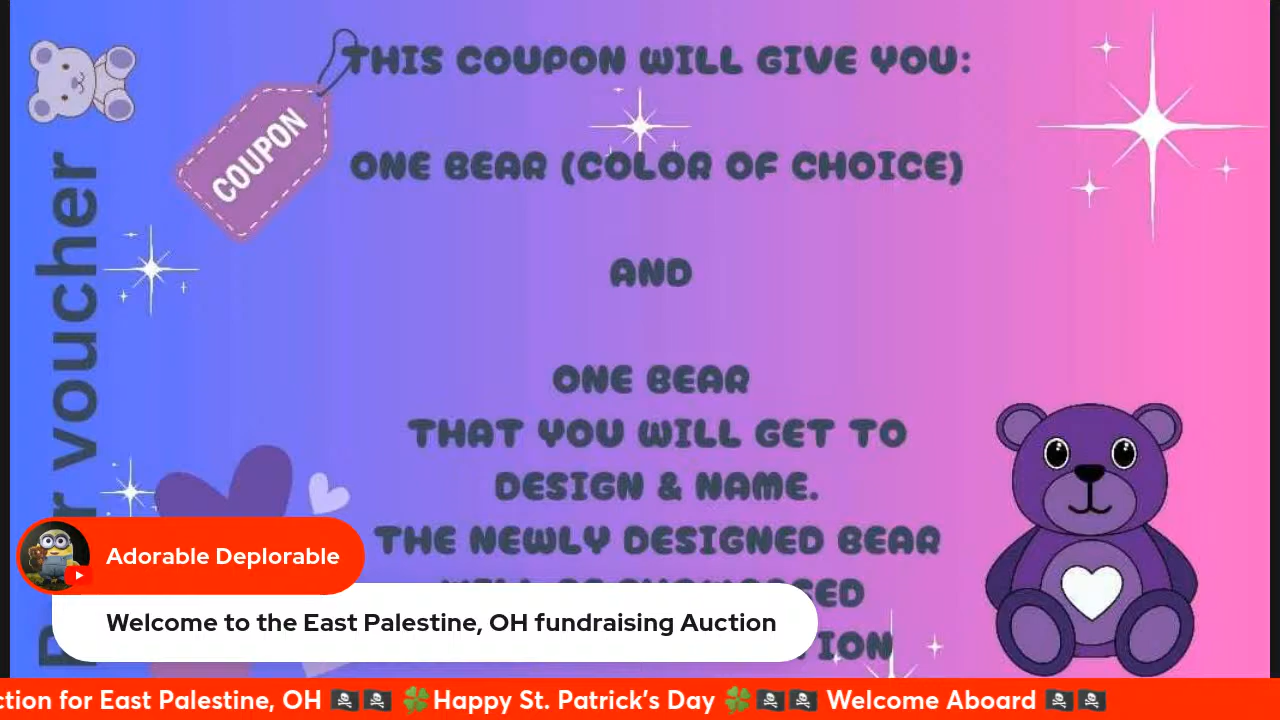 THIS COUPON WILL GIVE YOU:
COUPON
ONE BEAR (COLOR OF CHOICE)
AND
ONE BEAR
THAT YOU WILL GET TO
DESIGN & NAME.
THE NEWLY DESIGNED BEAR
voucher
Adorable Deplorable
Welcome to the East Palestine, OH fundraising Auction
ction for East Palestine, OH 🏴‍☠️🏴‍☠️ 🍀Happy St. Patrick's Day 🍀🏴‍☠️🏴‍☠️ Welcome Aboard 🏴‍☠️🏴‍☠️